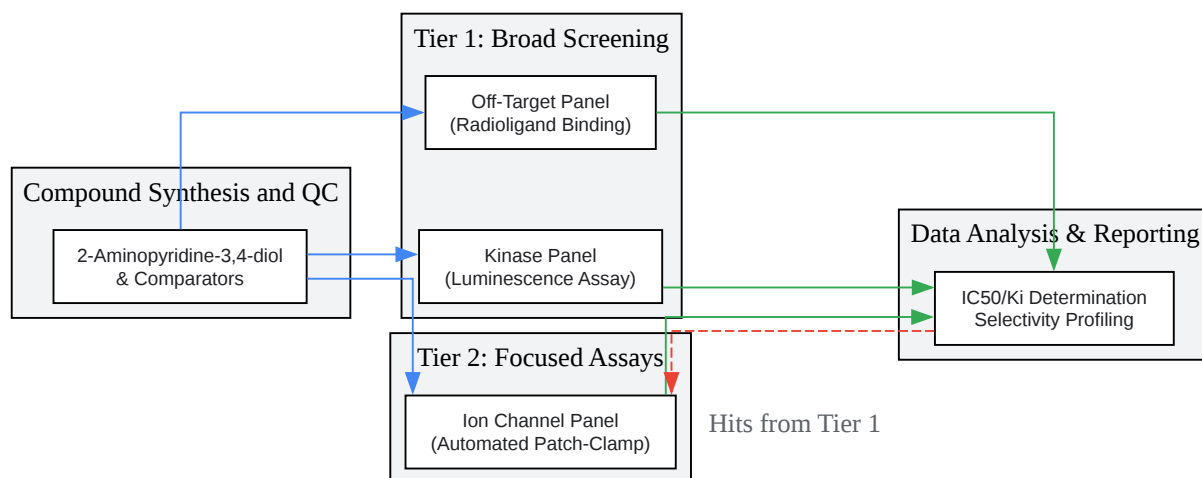 Tier 1: Broad Screening
Off-Target Panel
(Radioligand Binding)
Compound Synthesis and QC
2-Aminopyridine-3,4-diol
& Comparators
Kinase Panel
(Luminescence Assay)
Data Analysis & Reporting
IC50/Ki Determination
Selectivity Profiling
Tier 2: Focused Assays
Ion Channel Panel
(Automated Patch-Clamp)
Hits from Tier 1